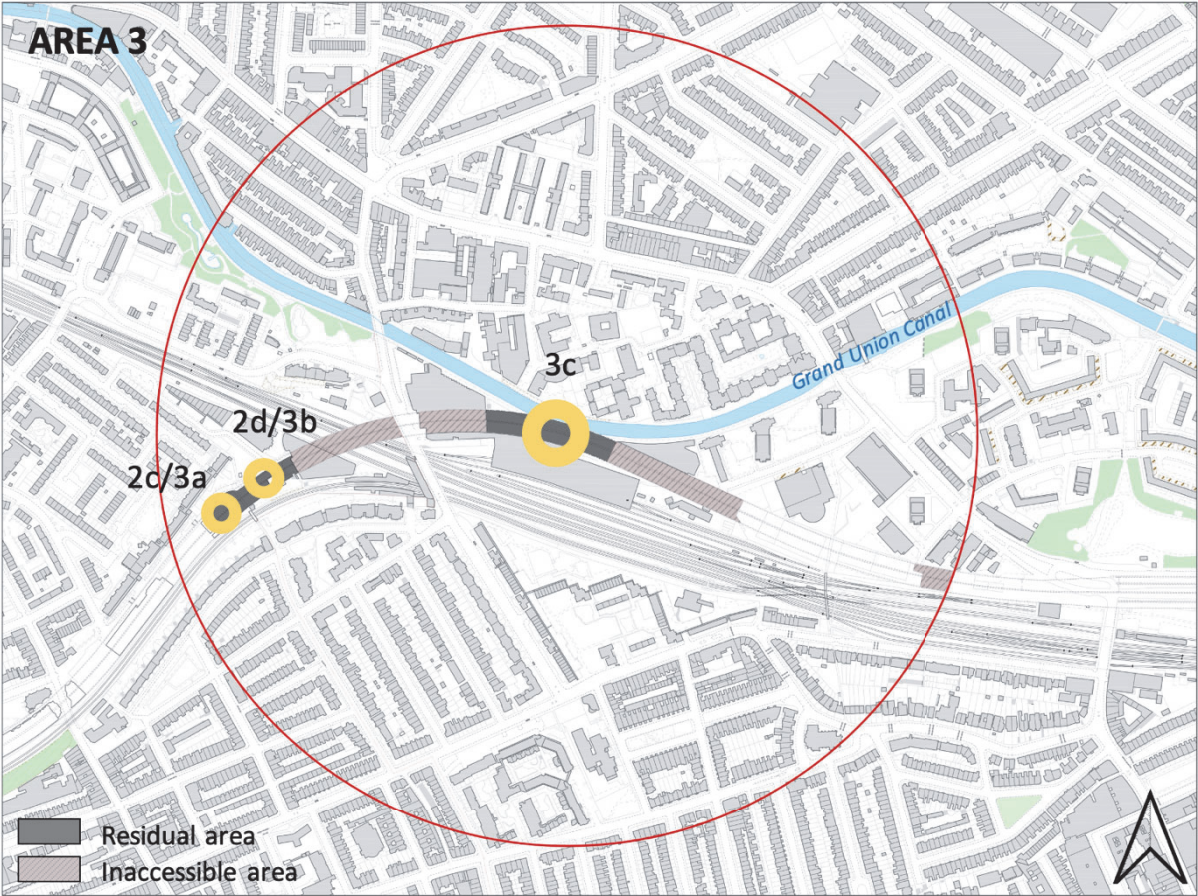 AREA 3
3c
Grand Union Canal
2d/3b
2c/3a
Residual area
Inaccessible area